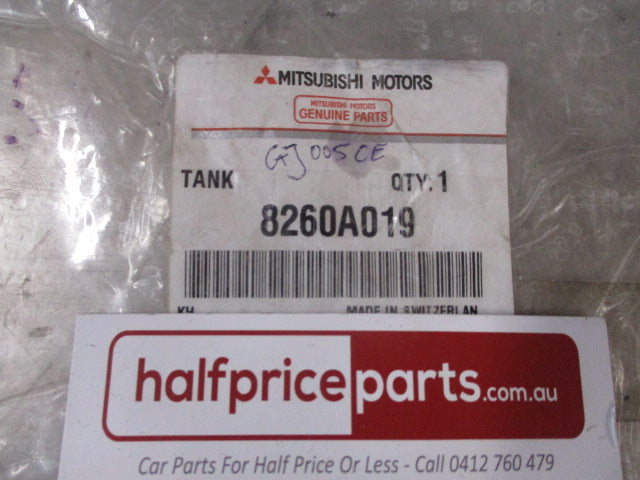 MITSUBISHI MOTORS
MITSUBISHI MOTORS
GENUINE PARTS
GJ005CE
TANK QTY: 1
8260A019
MADE IN SWITZERLAN
halfpriceparts.com.au
Car Parts For Half Price Or Less - Call 0412 760 479